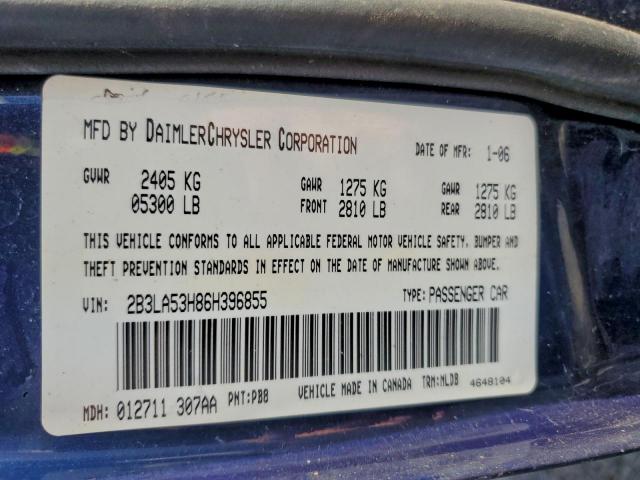 MFD BY DAIMLERCHRYSLER CORPORATION DATE OF MFR: 1-06
GVWR 2405 KG GAWR 1275 KG GAWR 1275 KG
05300 LB FRONT 2810 LB REAR 2810 LB
THIS VEHICLE CONFORMS TO ALL APPLICABLE FEDERAL MOTOR VEHICLE SAFETY, BUMPER AND
THEFT PREVENTION STANDARDS IN EFFECT ON THE DATE OF MANUFACTURE SHOWN ABOVE.
VIN: 2B3LA53H86H396855 TYPE: PASSENGER CAR
MDH: 012711 307AA PNT:PB8 VEHICLE MADE IN CANADA TRM:NLDB 4648104